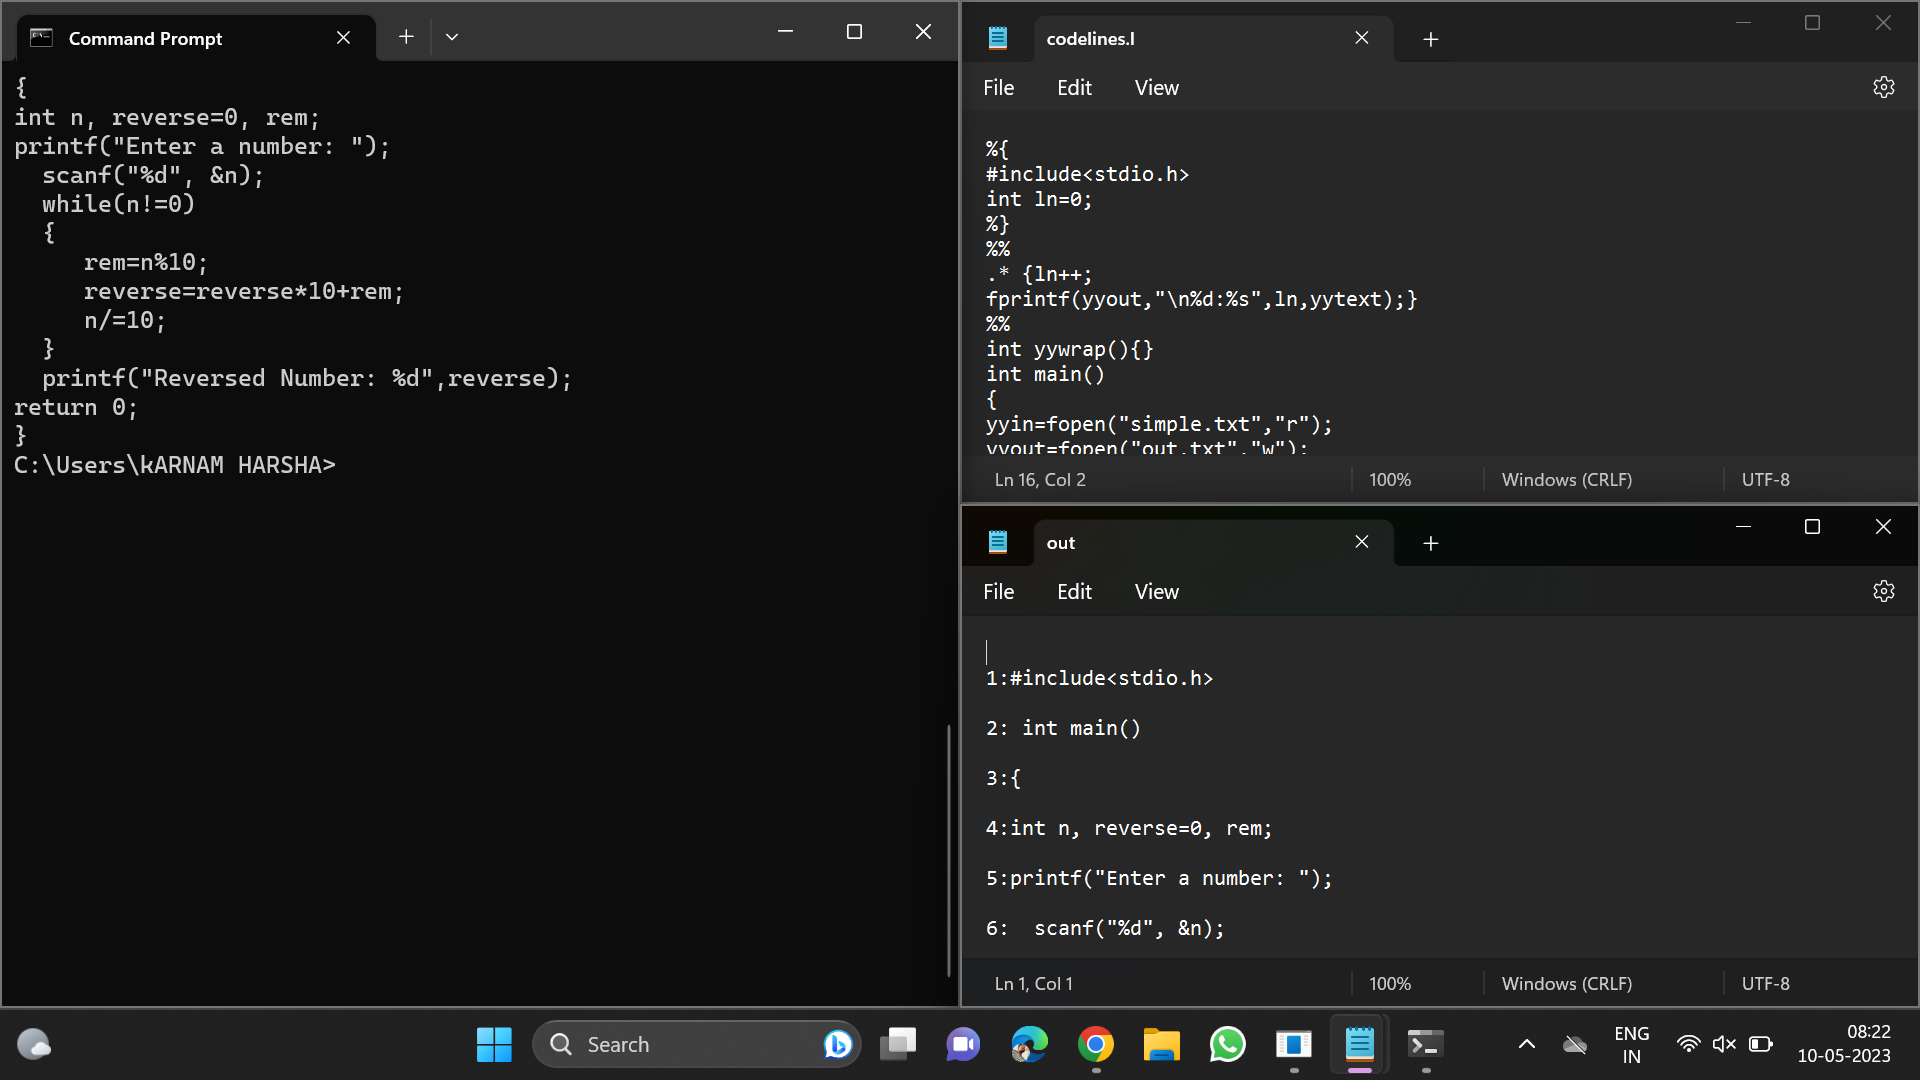 Command Prompt
{
int n, reverse=0, rem;
printf("Enter a number: ");
  scanf("%d", &n);
  while(n!=0)
  {
     rem=n%10;
     reverse=reverse*10+rem;
     n/=10;
  }
  printf("Reversed Number: %d",reverse);
return 0;
}
C:\Users\kARNAM HARSHA>
codelines.l
File Edit View
%{
#include<stdio.h>
int ln=0;
%}
%%
.* {ln++;
fprintf(yyout,"\n%d:%s",ln,yytext);}
%%
int yywrap(){}
int main()
{
yyin=fopen("simple.txt","r");
yyout=fopen("out.txt","w");
Ln 16, Col 2 100% Windows (CRLF) UTF-8
out
File Edit View
1:#include<stdio.h>
2: int main()
3:{
4:int n, reverse=0, rem;
5:printf("Enter a number: ");
6:  scanf("%d", &n);
Ln 1, Col 1 100% Windows (CRLF) UTF-8
Search
ENG
IN
08:22
10-05-2023